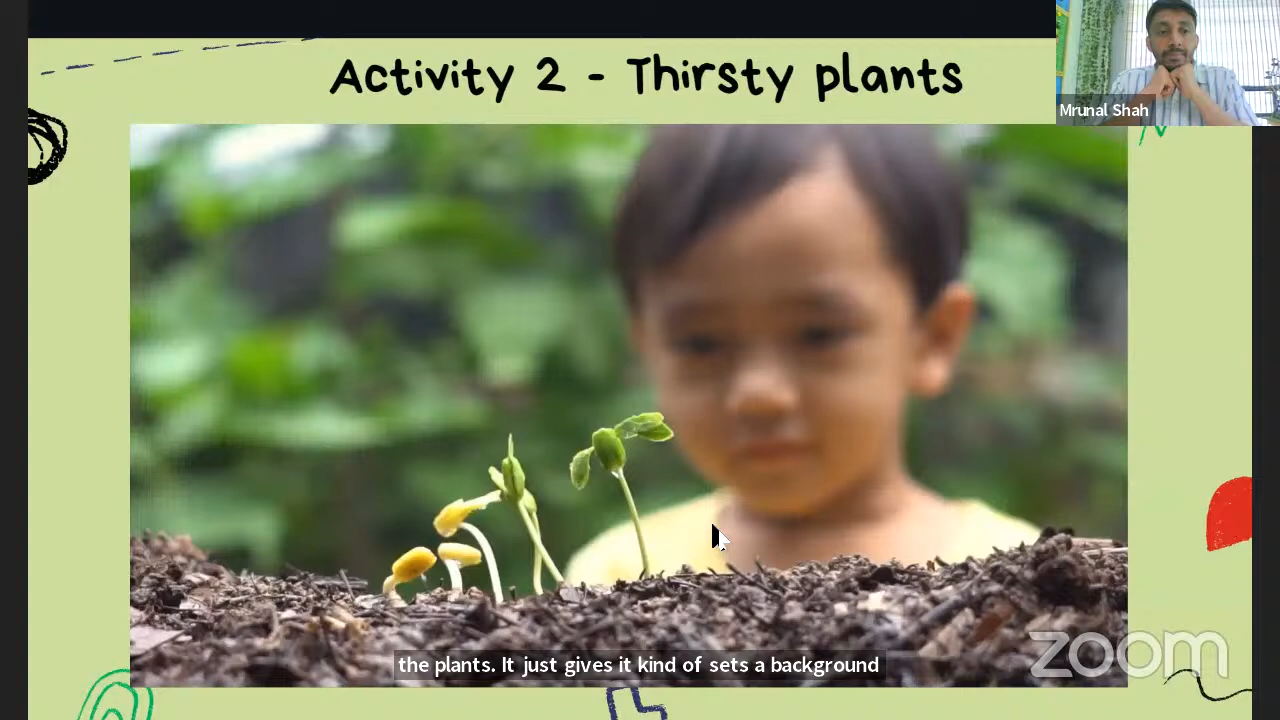 Activity 2 - Thirsty plants
Mrunal Shah
the plants. It just gives it kind of sets a background
zoom